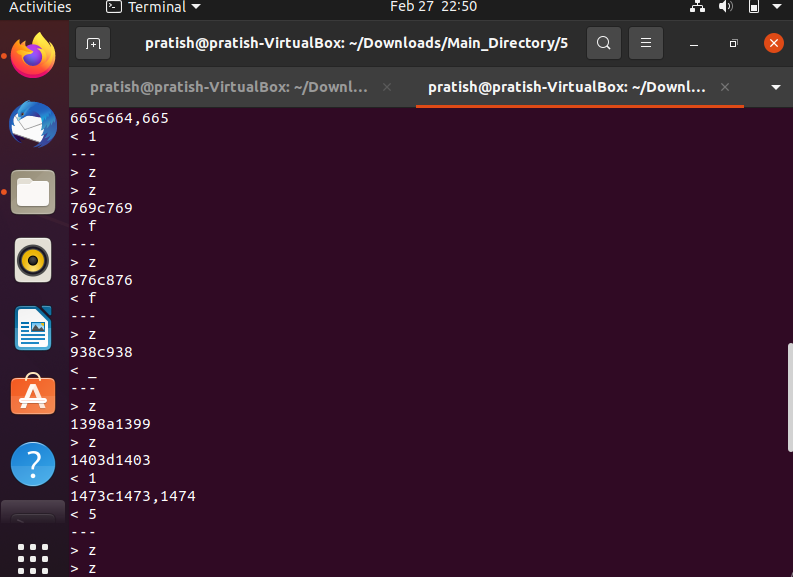 Activities
Terminal
Feb 27 22:50
pratish@pratish-VirtualBox: ~/Downloads/Main_Directory/5
pratish@pratish-VirtualBox: ~/Downl...
pratish@pratish-VirtualBox: ~/Downl...
665c664,665
< 1
---
> z
> z
769c769
< f
---
> z
876c876
< f
---
> z
938c938
< _
---
> z
1398a1399
> z
1403d1403
< 1
1473c1473,1474
< 5
---
> z
> z